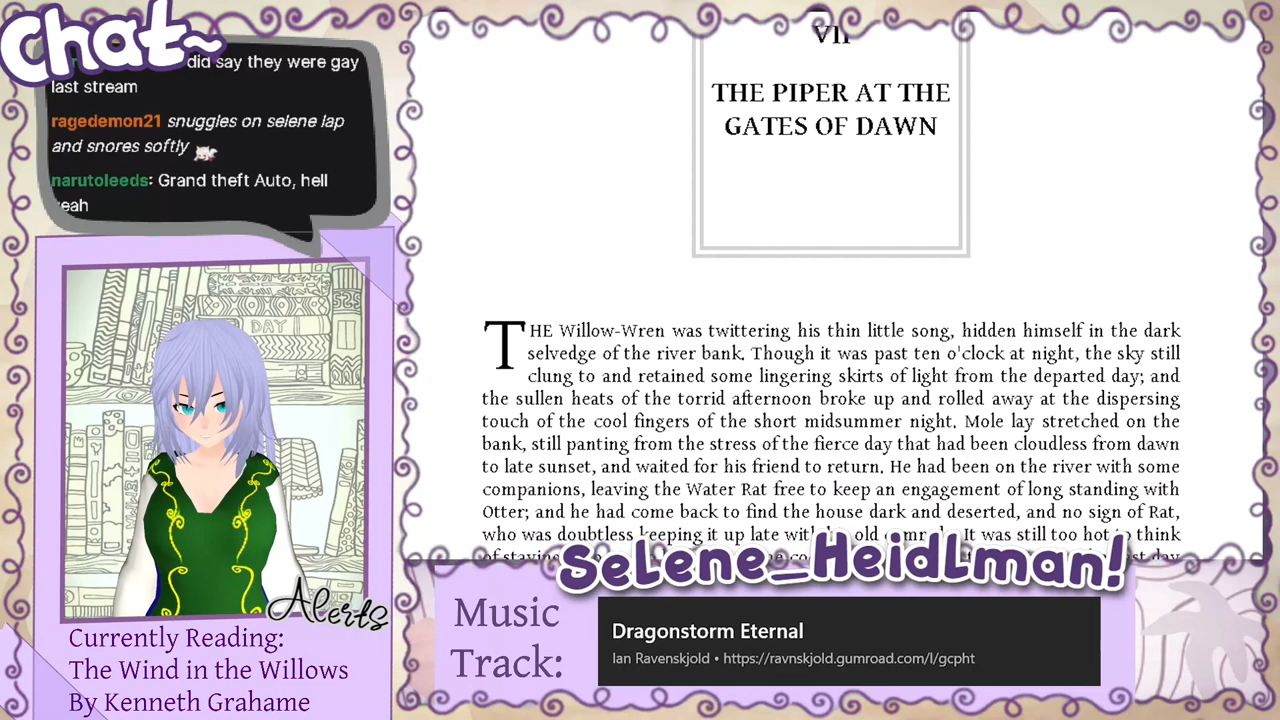 Chat~
did say they were gay
last stream
ragedemon21 snuggles on selene lap
and snores softly
narutoleeds: Grand theft Auto, hell
yeah
DAY
Alerts
Currently Reading:
The Wind in the Willows
By Kenneth Grahame
VII
THE PIPER AT THE
GATES OF DAWN
THE Willow-Wren was twittering his thin little song, hidden himself in the dark
selvedge of the river bank. Though it was past ten o'clock at night, the sky still
clung to and retained some lingering skirts of light from the departed day; and
the sullen heats of the torrid afternoon broke up and rolled away at the dispersing
touch of the cool fingers of the short midsummer night. Mole lay stretched on the
bank, still panting from the stress of the fierce day that had been cloudless from dawn
to late sunset, and waited for his friend to return. He had been on the river with some
companions, leaving the Water Rat free to keep an engagement of long standing with
Otter; and he had come back to find the house dark and deserted, and no sign of Rat,
who was doubtless keeping it up late with old It was still too hot to think
Selene_Heidlman!
Music
Track:
Dragonstorm Eternal
Ian Ravenskjold • https://ravnskjold.gumroad.com/l/gcpht